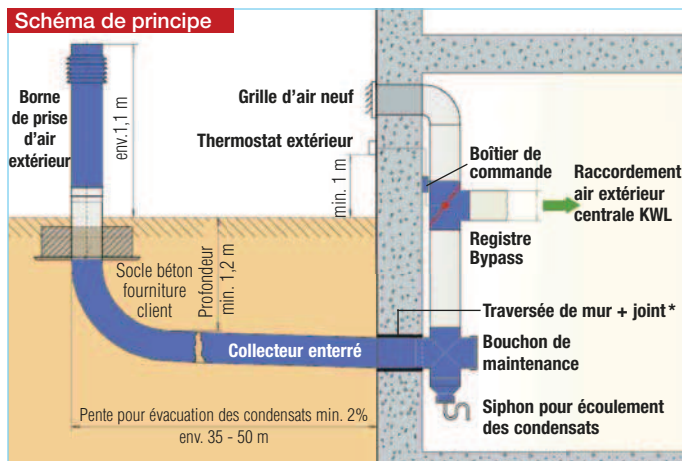 Schéma de principe
Borne
de prise
d'air
extérieur
env.1,1 m
Grille d'air neuf
Thermostat extérieur
min. 1 m
Boîtier de
commande
Raccordement
air extérieur
centrale KWL
Registre
Bypass
Socle béton
fourniture
client
Profondeur
min. 1,2 m
Traversée de mur + joint *
Collecteur enterré
Bouchon de
maintenance
Pente pour évacuation des condensats min. 2%
env. 35 - 50 m
Siphon pour écoulement
des condensats